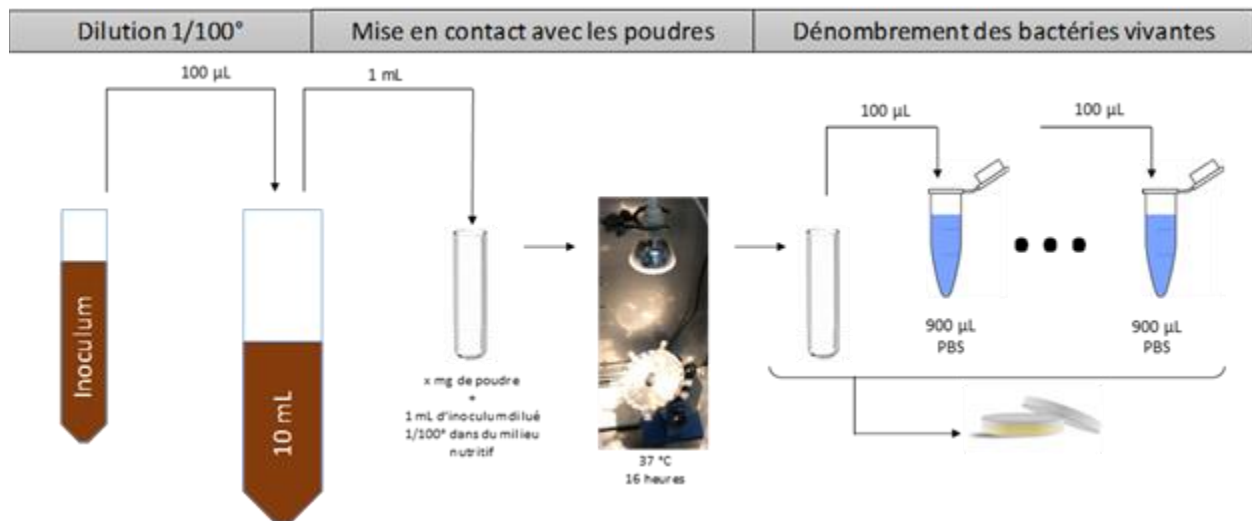 Dilution 1/100°
Mise en contact avec les poudres
Dénombrement des bactéries vivantes
100 µL
1 mL
100 µL
100 µL
Inoculum
10 mL
x mg de poudre
+
1 mL d'inoculum dilué
1/100° dans du milieu
nutritif
37 °C
16 heures
900 µL
PBS
900 µL
PBS